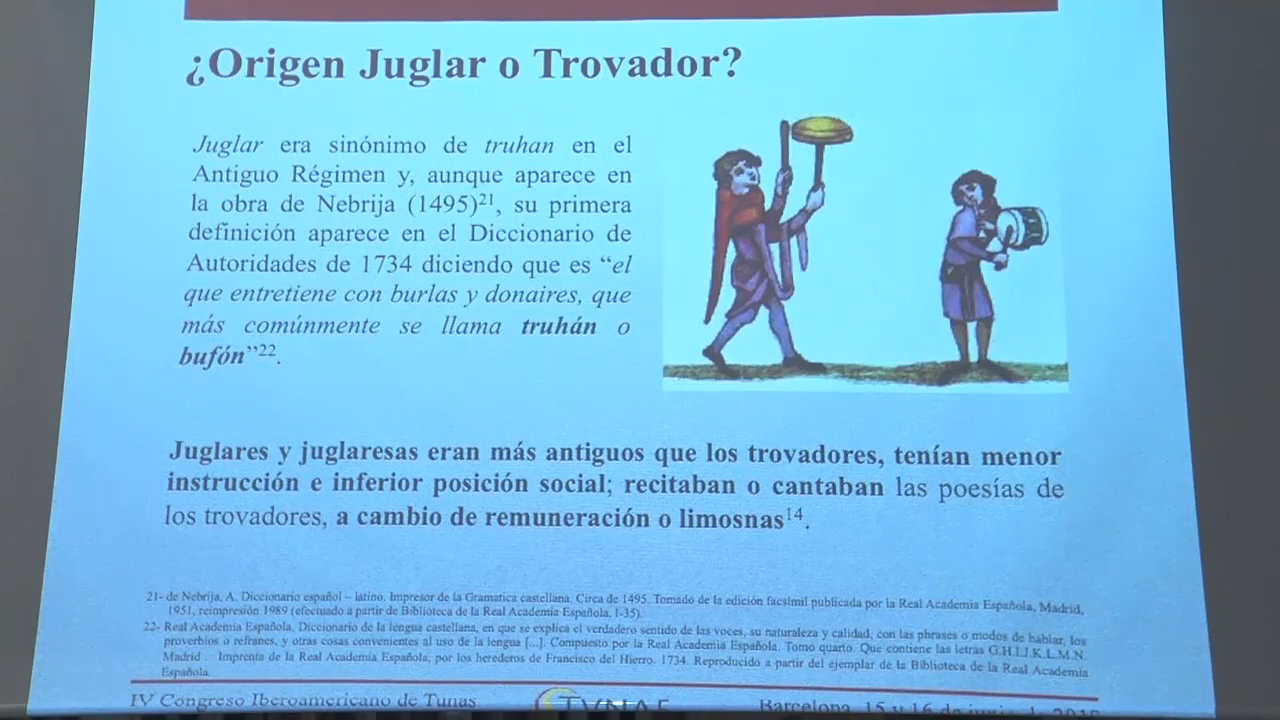 ¿Origen Juglar o Trovador?
Juglar era sinónimo de truhan en el
Antiguo Régimen y, aunque aparece en
la obra de Nebrija (1495)21, su primera
definición aparece en el Diccionario de
Autoridades de 1734 diciendo que es “el
que entretiene con burlas y donaires, que
más comúnmente se llama truhán o
bufón”22.
Juglares y juglaresas eran más antiguos que los trovadores, tenían menor
instrucción e inferior posición social; recitaban o cantaban las poesías de
los trovadores, a cambio de remuneración o limosnas14.
21- de Nebrija, A. Diccionario español – latino. Impresor de la Gramatica castellana. Circa de 1495. Tomado de la edición facsímil publicada por la Real Academia Española, Madrid,
1951, reimpresión 1989 (efectuado a partir de Biblioteca de la Real Academia Española, I-35).
22- Real Academia Española. Diccionario de la lengua castellana, en que se explica el verdadero sentido de las voces, su naturaleza y calidad, con las phrases o modos de hablar, los
proverbios o refranes, y otras cosas convenientes al uso de la lengua [...]. Compuesto por la Real Academia Española. Tomo quarto. Que contiene las letras G.H.I.J.K.L.M.N.
Madrid . Imprenta de la Real Academia Española; por los herederos de Francisco del Hierro. 1734. Reproducido a partir del ejemplar de la Biblioteca de la Real Academia
Española.
IV Congreso Iberoamericano de Tunas
TVNAE
Barcelona, 15 y 16 de